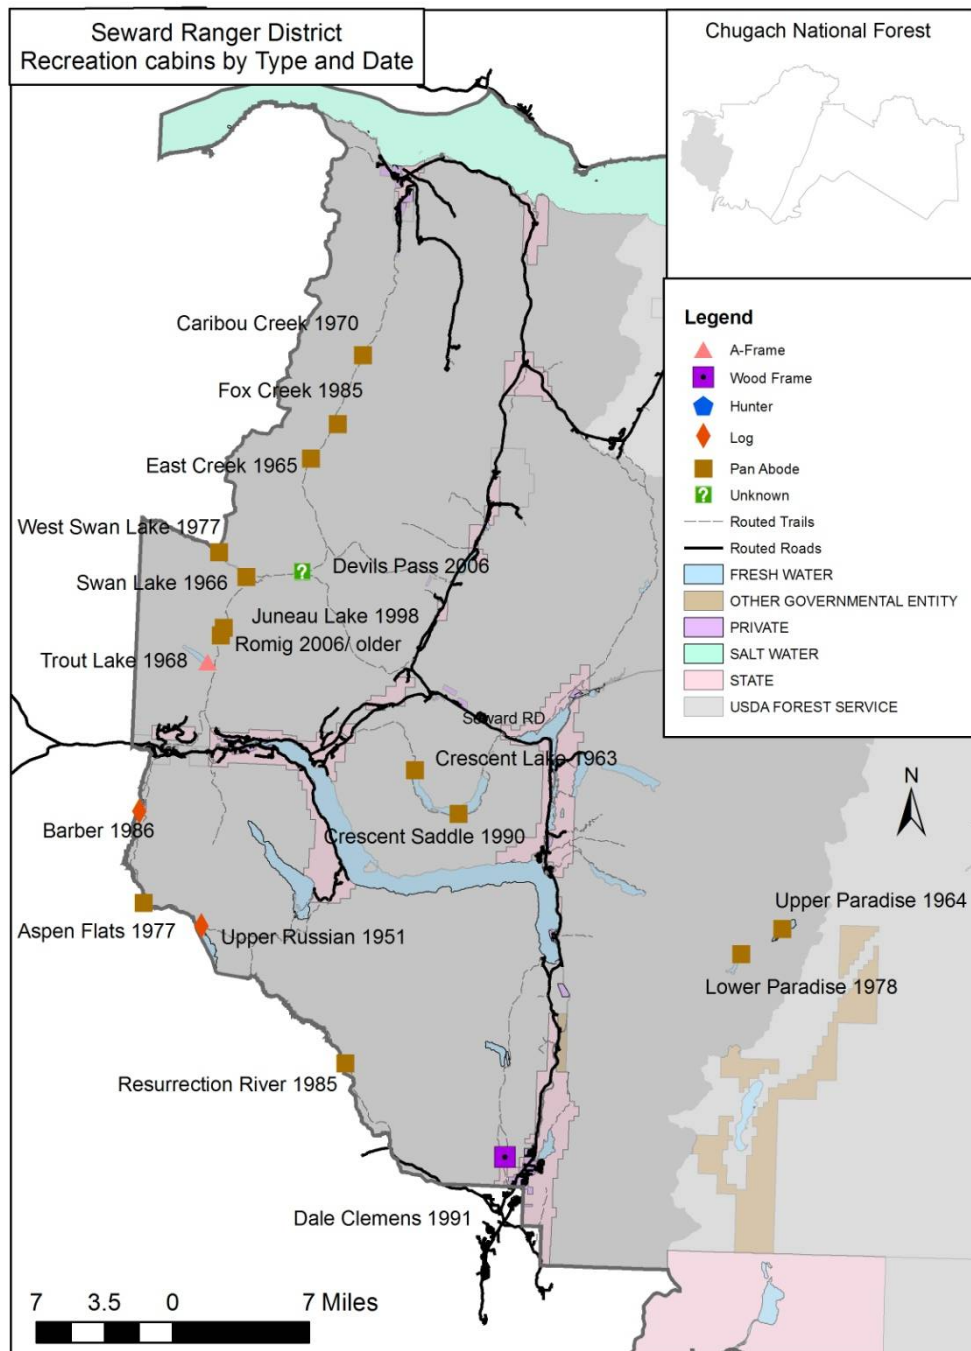 Seward Ranger District
Recreation cabins by Type and Date
Chugach National Forest
Caribou Creek 1970
Fox Creek 1985
East Creek 1965
West Swan Lake 1977
Swan Lake 1966
Devils Pass 2006
Juneau Lake 1998
Romig 2006/ older
Trout Lake 1968
Seward RD
Crescent Lake 1963
Crescent Saddle 1990
Barber 1986
Aspen Flats 1977
Upper Russian 1951
Upper Paradise 1964
Lower Paradise 1978
Resurrection River 1985
Dale Clemens 1991
Legend
A-Frame
Wood Frame
Hunter
Log
Pan Abode
? Unknown
Routed Trails
Routed Roads
FRESH WATER
OTHER GOVERNMENTAL ENTITY
PRIVATE
SALT WATER
STATE
USDA FOREST SERVICE
N
?
7 3.5 0 7 Miles